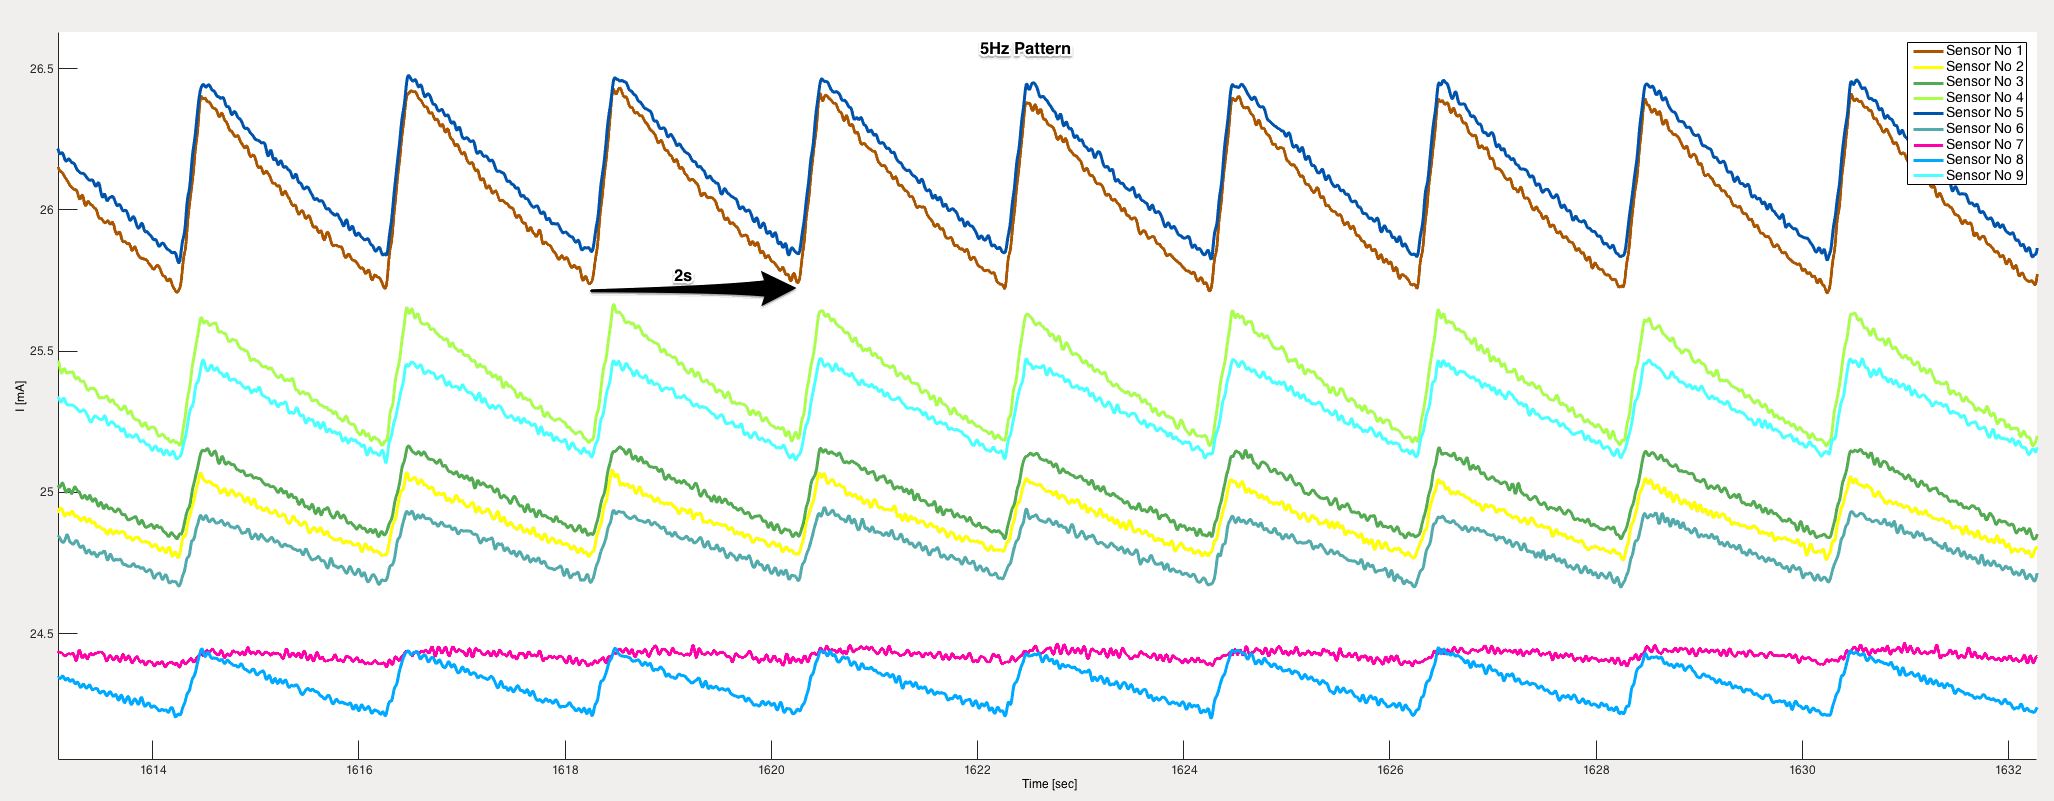 5Hz Pattern
Sensor No 1
Sensor No 2
Sensor No 3
Sensor No 4
Sensor No 5
Sensor No 6
Sensor No 7
Sensor No 8
Sensor No 9
26.5
26
2s
25.5
I [mA]
25
24.5
1614 1616 1618 1620 1622 1624 1626 1628 1630 1632
Time [sec]